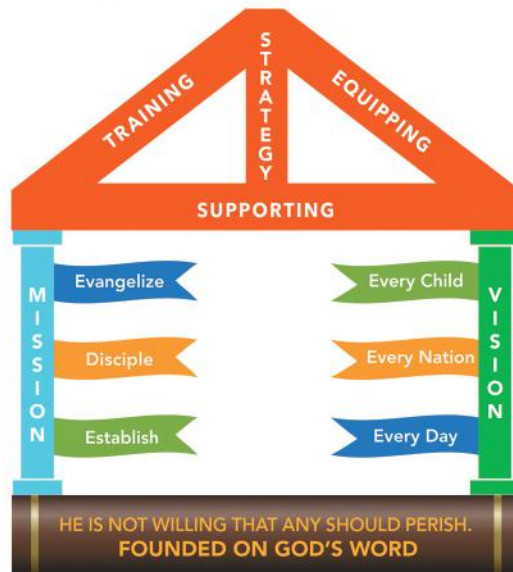 TRAINING
STRATEGY
EQUIPPING
SUPPORTING
MISSION
Evangelize
Disciple
Establish
Every Child
Every Nation
Every Day
VISION
HE IS NOT WILLING THAT ANY SHOULD PERISH.
FOUNDED ON GOD'S WORD